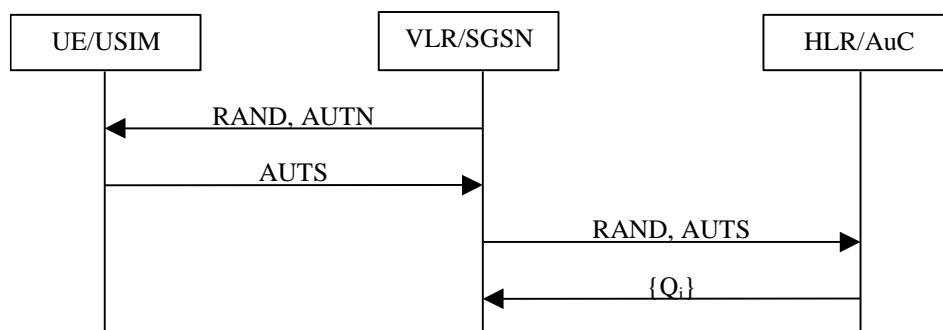 UE/USIM
VLR/SGSN
HLR/AuC
RAND, AUTN
AUTS
RAND, AUTS
{Qi}